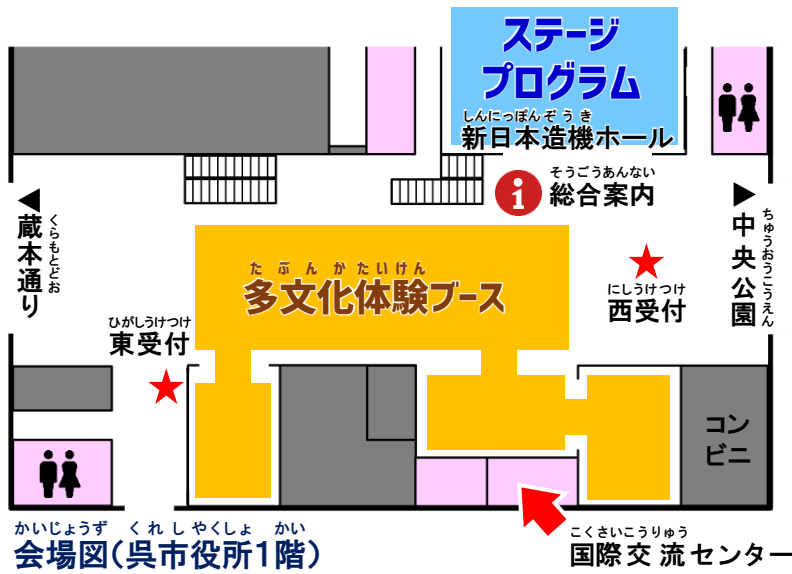 ステージ
プログラム
しんにっぽんぞうき
新日本造機ホール
そうごうあんない
i 総合案内
◀蔵本通り
くらもとどお
▶中央公園
ちゅうおうこうえん
たぶんかたいけん
多文化体験ブース
にしうけつけ
西受付
ひがしうけつけ
東受付
コン
ビニ
かいじょうず くれしやくしょ かい
会場図(呉市役所1階)
こくさいこうりゅう
国際交流センター